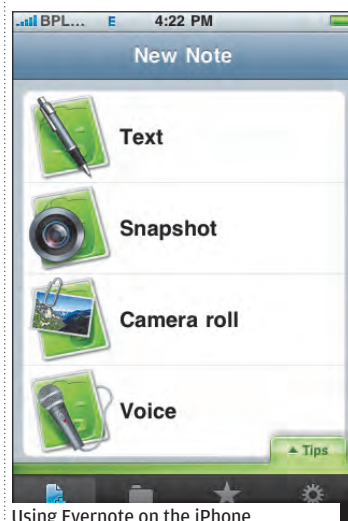 BPL... E 4:22 PM
New Note
Text
Snapshot
Camera roll
Voice
Tips
Using Evernote on the iPhone